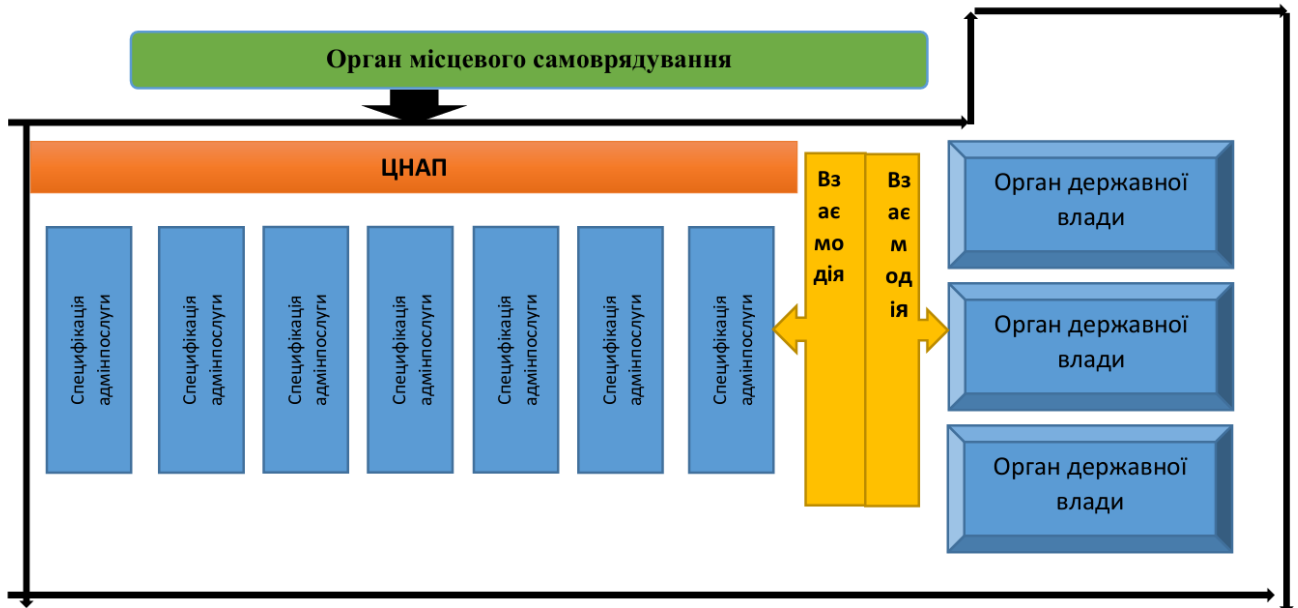 Орган місцевого самоврядування
ЦНАП
Специфікація
адмінпослуги
Специфікація
адмінпослуги
Специфікація
адмінпослуги
Специфікація
адмінпослуги
Специфікація
адмінпослуги
Специфікація
адмінпослуги
Специфікація
адмінпослуги
Вз
ає
мо
дія
Вз
ає
м
од
ія
Орган державної
влади
Орган державної
влади
Орган державної
влади